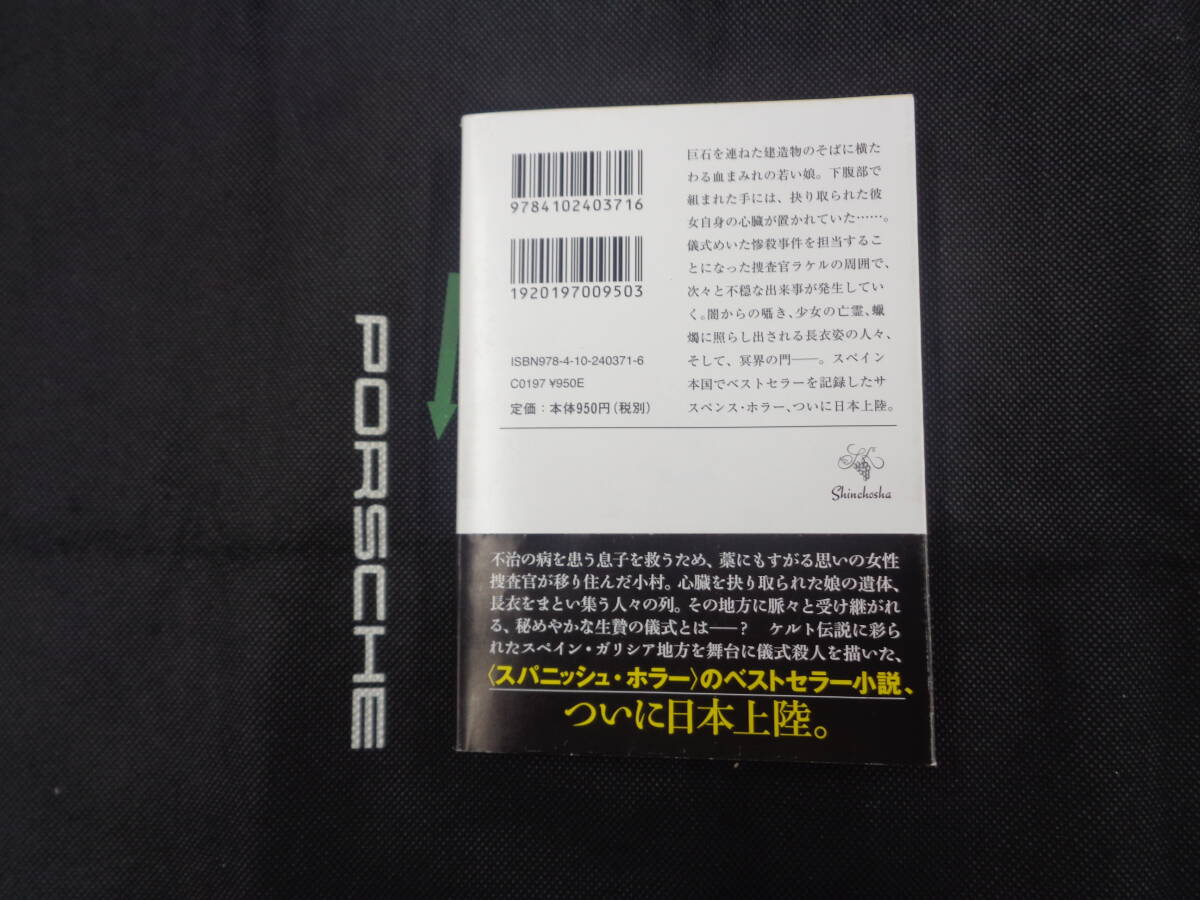 PORSCHE
9784102403716
1920197009503
ISBN978-4-10-240371-6
C0197 ¥950E
定価：本体950円（税別）
巨石を連ねた建造物のそばに横た
わる血まみれの若い娘。下腹部で
組まれた手には、抉り取られた彼
女自身の心臓が置かれていた……。
儀式めいた惨殺事件を担当するこ
とになった捜査官ラケルの周囲で、
次々と不穏な出来事が発生してい
く。闇からの囁き、少女の亡霊、蠟
燭に照らし出される長衣姿の人々、
そして、冥界の門――。スペイン
本国でベストセラーを記録したサ
スペンス・ホラー、ついに日本上陸。
Shinchosha
不治の病を患う息子を救うため、藁にもすがる思いの女性
捜査官が移り住んだ小村。心臓を抉り取られた娘の遺体、
長衣をまとい集う人々の列。その地方に脈々と受け継がれ
る、秘めやかな生贄の儀式とは――？　ケルト伝説に彩ら
れたスペイン・ガリシア地方を舞台に儀式殺人を描いた、
〈スパニッシュ・ホラー〉のベストセラー小説、
ついに日本上陸。